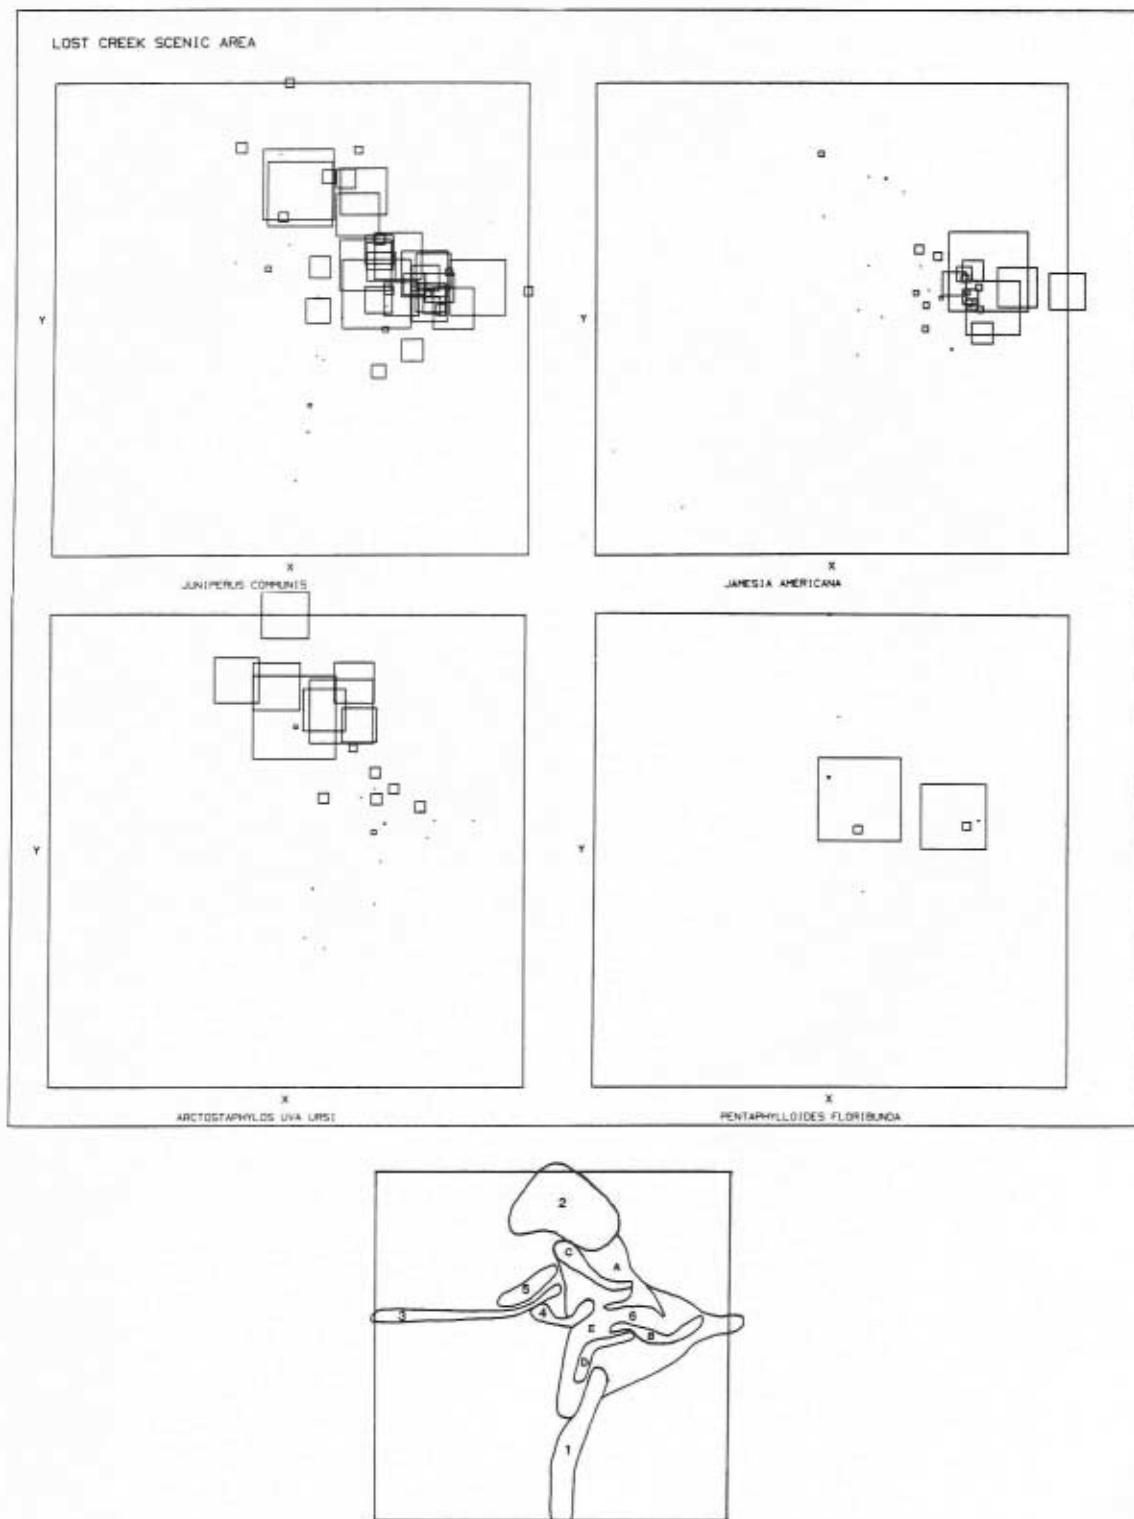 LOST CREEK SCENIC AREA
Y
Y
X
X
JUNIPERUS COMMUNIS
JAMESIA AMERICANA
Y
Y
X
X
ARCTOSTAPHYLOS UVA URSI
PENTAPHYLLOIDES FLORIBUNDA
2
C
A
5
3
4
6
E
B
D
1